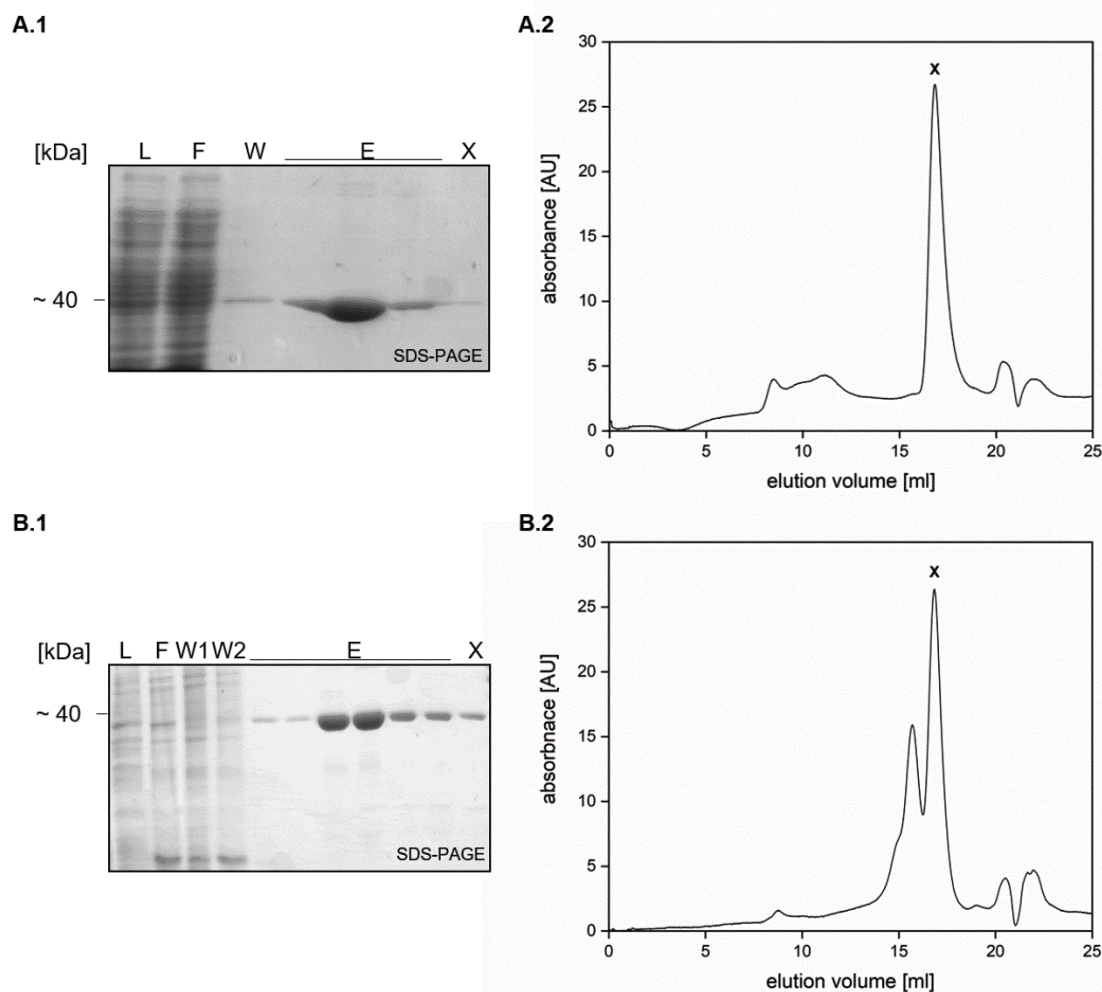 A.1
[kDa]
L F W E X
~ 40
SDS-PAGE
A.2
30
25
20
15
10
5
0
absorbance [AU]
x
0 5 10 15 20 25
elution volume [ml]
B.1
[kDa]
L F W1 W2 E X
~ 40
SDS-PAGE
B.2
30
25
20
15
10
5
0
absorbnace [AU]
x
0 5 10 15 20 25
elution volume [ml]